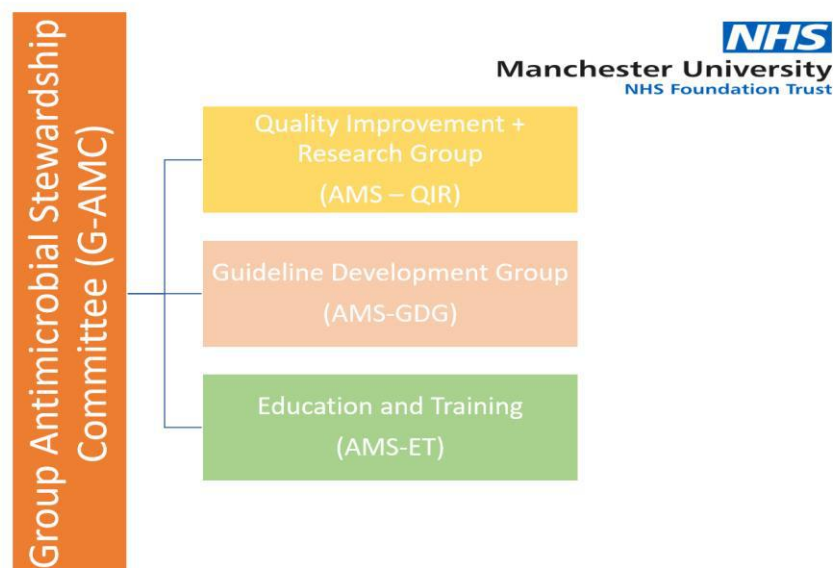 Group Antimicrobial Stewardship
Committee (G-AMC)
NHS
Manchester University
NHS Foundation Trust
Quality Improvement +
Research Group
(AMS – QIR)
Guideline Development Group
(AMS-GDG)
Education and Training
(AMS-ET)